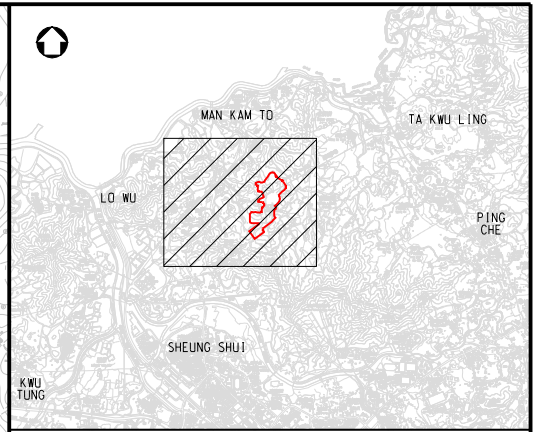 MAN KAM TO
TA KWU LING
LO WU
PING
CHE
SHEUNG SHUI
KWU
TUNG